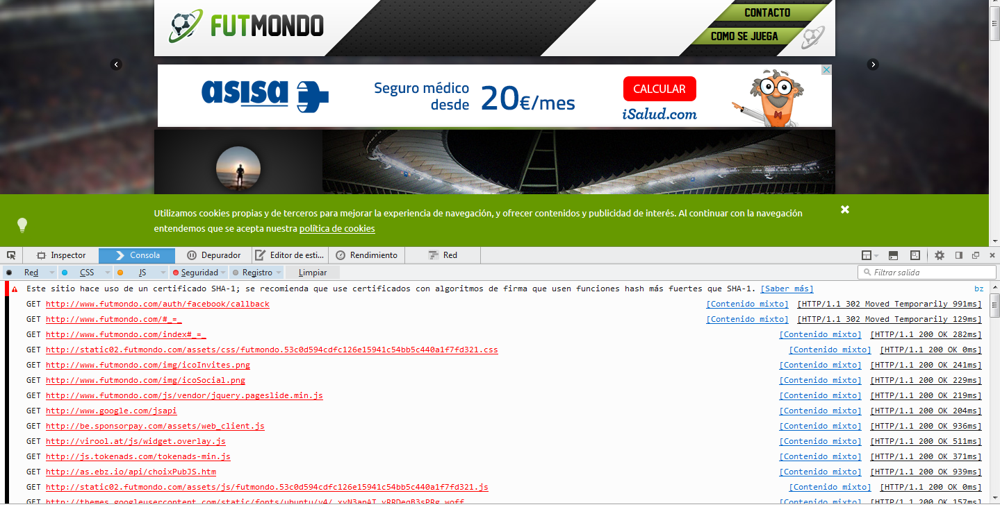 FUTMONDO
CONTACTO
COMO SE JUEGA
asisa
Seguro médico
desde
20€/mes
CALCULAR
iSalud.com
Utilizamos cookies propias y de terceros para mejorar la experiencia de navegación, y ofrecer contenidos y publicidad de interés. Al continuar con la navegación
entendemos que se acepta nuestra política de cookies
Inspector Consola Depurador Editor de esti... Rendimiento Red
Red CSS JS Seguridad Registro Limpiar Filtrar salida
Este sitio hace uso de un certificado SHA-1; se recomienda que use certificados con algoritmos de firma que usen funciones hash más fuertes que SHA-1. [Saber más] bz
GET http://www.futmondo.com/auth/facebook/callback [Contenido mixto] [HTTP/1.1 302 Moved Temporarily 991ms]
GET http://www.futmondo.com/#_=_ [Contenido mixto] [HTTP/1.1 302 Moved Temporarily 129ms]
GET http://www.futmondo.com/index#_=_ [Contenido mixto] [HTTP/1.1 200 OK 282ms]
GET http://static02.futmondo.com/assets/css/futmondo.53c0d594cdfc126e15941c54bb5c440a1f7fd321.css [Contenido mixto] [HTTP/1.1 200 OK 0ms]
GET http://www.futmondo.com/img/icoInvites.png [Contenido mixto] [HTTP/1.1 200 OK 241ms]
GET http://www.futmondo.com/img/icoSocial.png [Contenido mixto] [HTTP/1.1 200 OK 229ms]
GET http://www.futmondo.com/js/vendor/jquery.pageslide.min.js [Contenido mixto] [HTTP/1.1 200 OK 219ms]
GET http://www.google.com/jsapi [Contenido mixto] [HTTP/1.1 200 OK 204ms]
GET http://be.sponsorpay.com/assets/web_client.js [Contenido mixto] [HTTP/1.1 200 OK 936ms]
GET http://virool.at/js/widget.overlay.js [Contenido mixto] [HTTP/1.1 200 OK 511ms]
GET http://js.tokenads.com/tokenads-min.js [Contenido mixto] [HTTP/1.1 200 OK 371ms]
GET http://as.ebz.io/api/choixPubJS.htm [Contenido mixto] [HTTP/1.1 200 OK 939ms]
GET http://static02.futmondo.com/assets/js/futmondo.53c0d594cdfc126e15941c54bb5c440a1f7fd321.js [Contenido mixto] [HTTP/1.1 200 OK 0ms]
GET [Contenido mixto] [HTTP/1.1 200 OK 157ms]